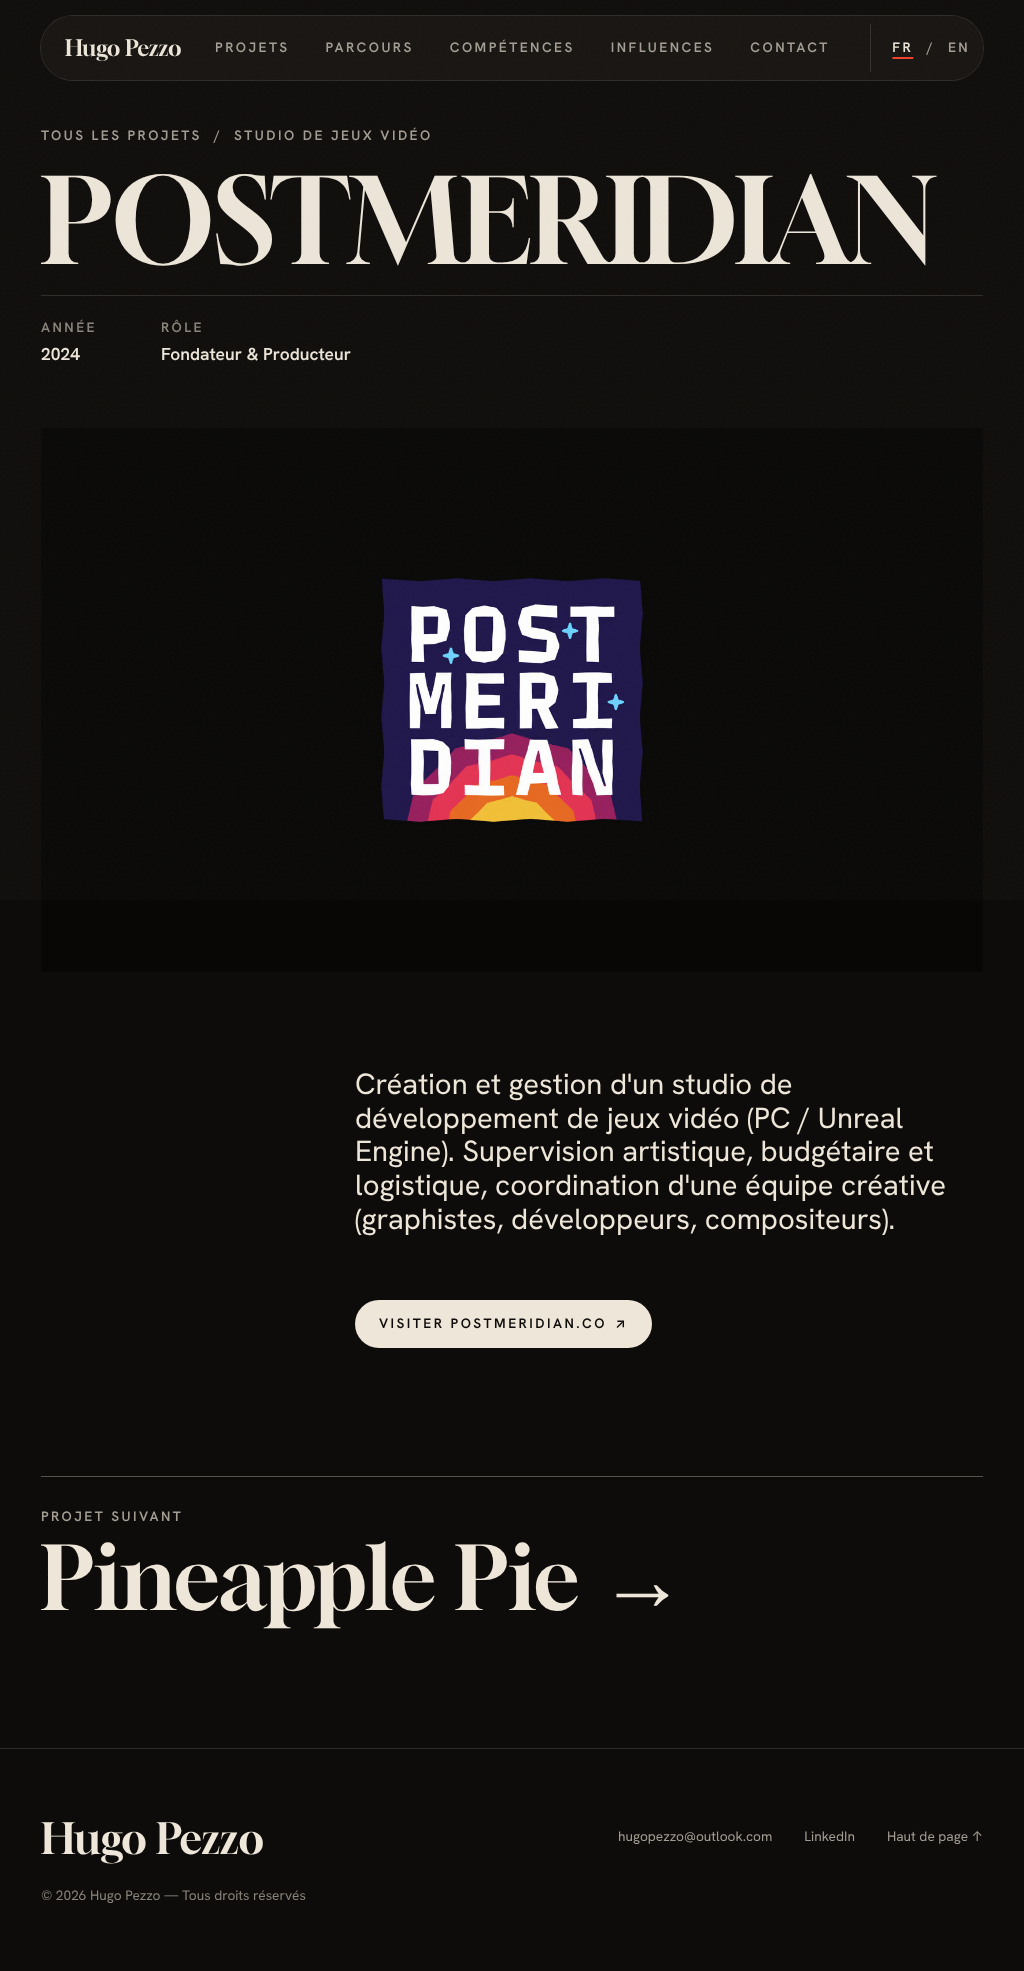 Hugo Pezzo PROJETS PARCOURS COMPÉTENCES INFLUENCES CONTACT FR / EN
TOUS LES PROJETS / STUDIO DE JEUX VIDÉO
POSTMERIDIAN
ANNÉE RÔLE
2024 Fondateur & Producteur
POST
MERI
DIAN
Création et gestion d'un studio de
développement de jeux vidéo (PC / Unreal
Engine). Supervision artistique, budgétaire et
logistique, coordination d'une équipe créative
(graphistes, développeurs, compositeurs).
VISITER POSTMERIDIAN.CO ↗
PROJET SUIVANT
Pineapple Pie →
Hugo Pezzo
hugopezzo@outlook.com LinkedIn Haut de page ↑
© 2026 Hugo Pezzo — Tous droits réservés